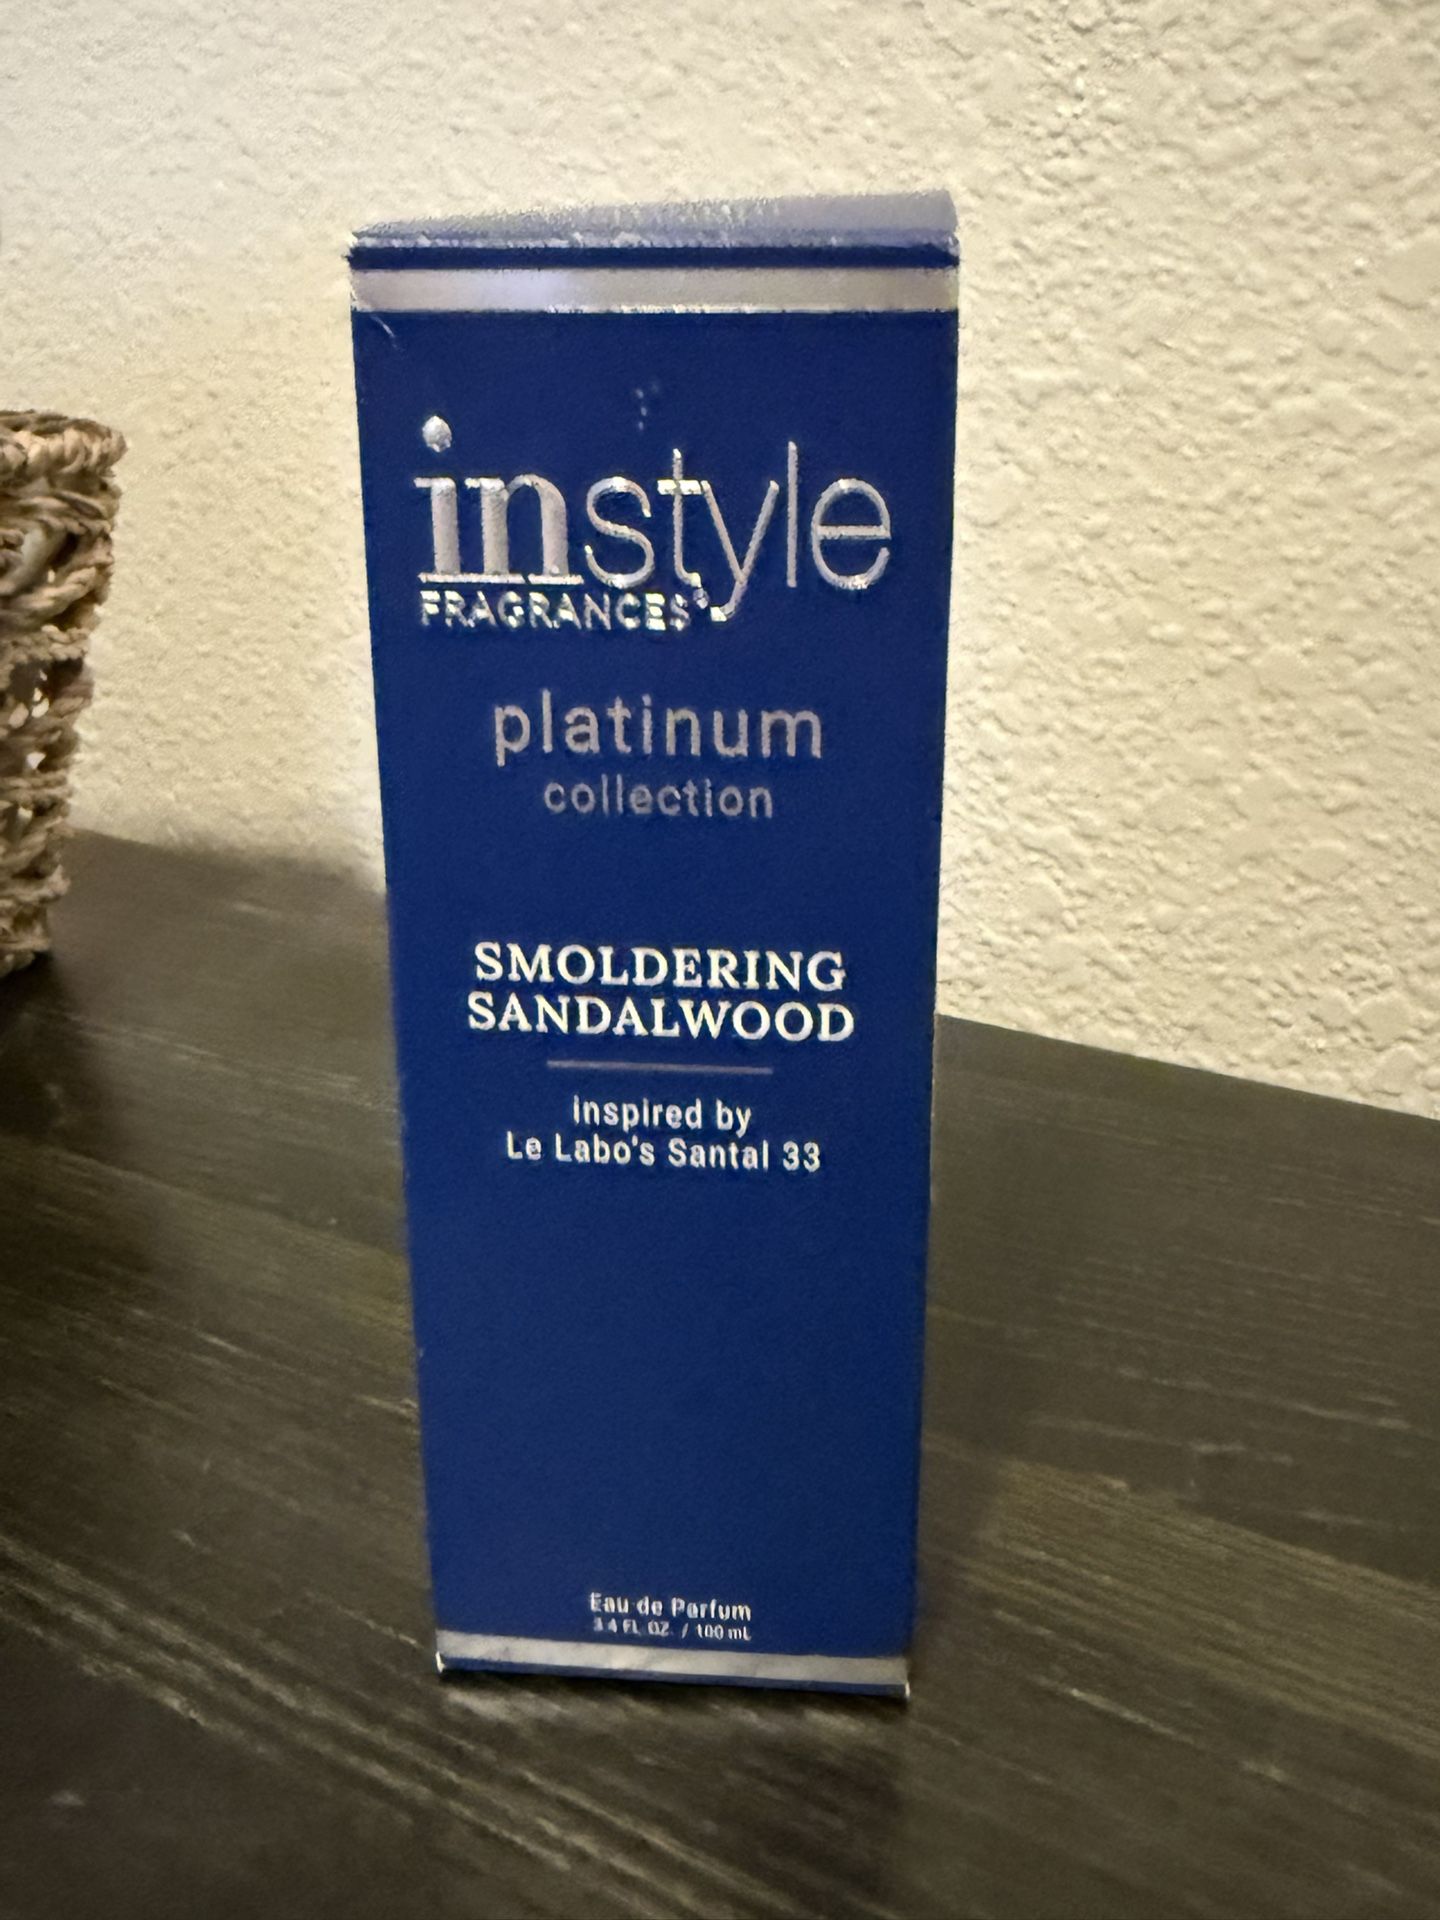 instyle
FRAGRANCES®
platinum
collection
SMOLDERING
SANDALWOOD
inspired by
Le Labo's Santal 33
Eau de Parfum
3.4 FL. OZ. / 100 mL